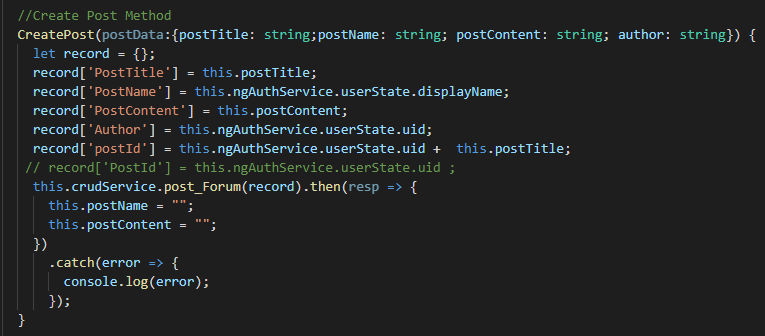 //Create Post Method
CreatePost(postData:{postTitle: string;postName: string; postContent: string; author: string}) {
let record = {};
record['PostTitle'] = this.postTitle;
record['PostName'] = this.ngAuthService.userState.displayName;
record['PostContent'] = this.postContent;
record['Author'] = this.ngAuthService.userState.uid;
record['postId'] = this.ngAuthService.userState.uid +  this.postTitle;
// record['PostId'] = this.ngAuthService.userState.uid ;
this.crudService.post_Forum(record).then(resp => {
this.postName = "";
this.postContent = "";
})
.catch(error => {
console.log(error);
});
}